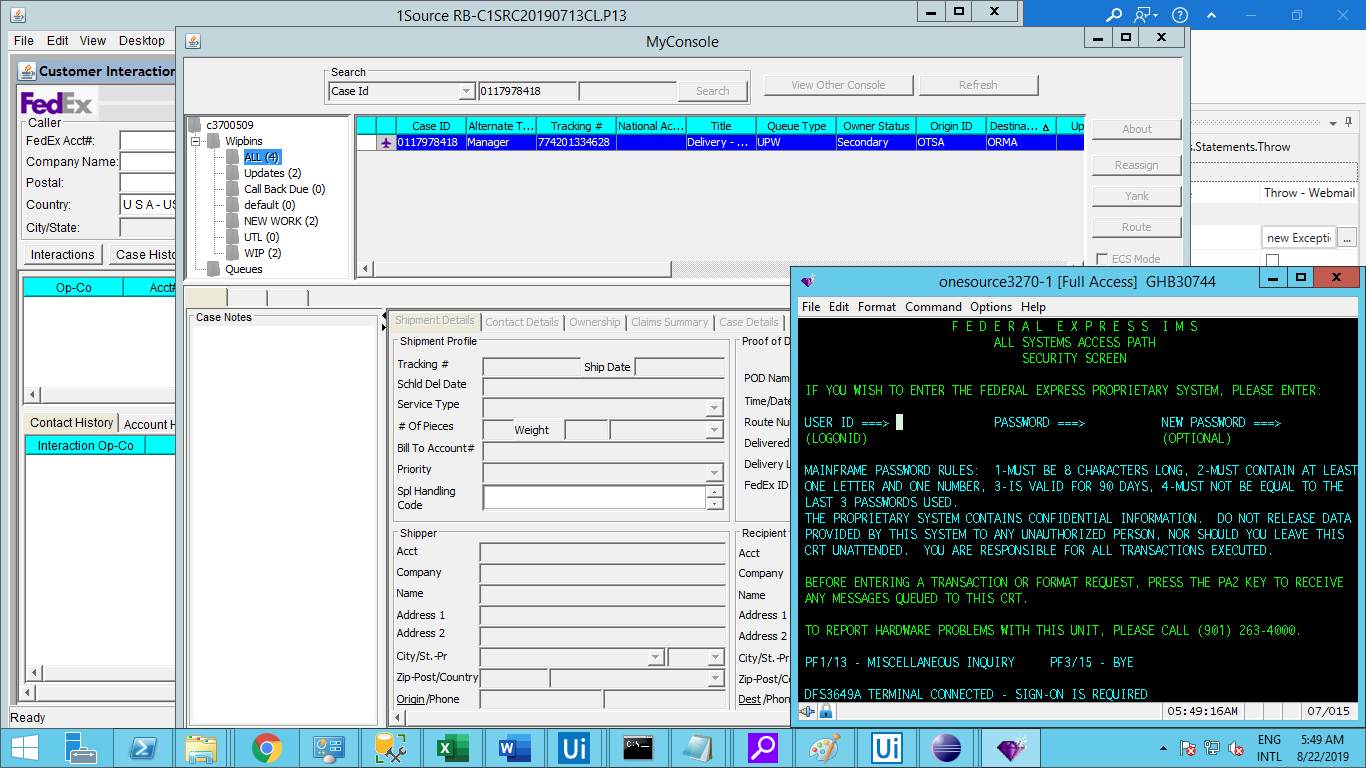 1Source RB-C1SRC20190713CL.P13
File Edit View Desktop
MyConsole
Customer Interaction
FedEx
Caller
FedEx Acct#:
Company Name:
Postal:
Country: U S A - US
City/State:
Interactions Case Histo
Op-Co Acct#
Contact History Account H
Interaction Op-Co
Ready
Search
Case Id 0117978418 Search
View Other Console Refresh
c3700509
Wipbins
ALL (4)
Updates (2)
Call Back Due (0)
default (0)
NEW WORK (2)
UTL (0)
WIP (2)
Queues
Case ID Alternate T... Tracking # National Ac... Title Queue Type Owner Status Origin ID Destina... Up
0117978418 Manager 774201334628 Delivery - ... UPW Secondary OTSA ORMA
About
Reassign
Yank
Route
ECS Mode
s.Statements.Throw
Throw - Webmail
new Exceptic ...
Case Notes
Shipment Details Contact Details Ownership Claims Summary Case Details
Shipment Profile
Tracking # Ship Date
Schld Del Date
Service Type
# Of Pieces Weight
Bill To Account#
Priority
Spl Handling
Code
Shipper
Acct
Company
Name
Address 1
Address 2
City/St.-Pr
Zip-Post/Country
Origin/Phone
Proof of D
POD Nam
Time/Date
Route Nu
Delivered
Delivery L
FedEx ID
Recipient
Acct
Company
Name
Address 1
Address 2
City/St.-P
Zip-Post/
Dest /Phon
onesource3270-1 [Full Access] GHB30744
File Edit Format Command Options Help
F E D E R A L E X P R E S S I M S
ALL SYSTEMS ACCESS PATH
SECURITY SCREEN
IF YOU WISH TO ENTER THE FEDERAL EXPRESS PROPRIETARY SYSTEM, PLEASE ENTER:
USER ID ===> PASSWORD ===> NEW PASSWORD ===>
(LOGONID) (OPTIONAL)
MAINFRAME PASSWORD RULES: 1-MUST BE 8 CHARACTERS LONG, 2-MUST CONTAIN AT LEAST
ONE LETTER AND ONE NUMBER, 3-IS VALID FOR 90 DAYS, 4-MUST NOT BE EQUAL TO THE
LAST 3 PASSWORDS USED.
THE PROPRIETARY SYSTEM CONTAINS CONFIDENTIAL INFORMATION. DO NOT RELEASE DATA
PROVIDED BY THIS SYSTEM TO ANY UNAUTHORIZED PERSON, NOR SHOULD YOU LEAVE THIS
CRT UNATTENDED. YOU ARE RESPONSIBLE FOR ALL TRANSACTIONS EXECUTED.
BEFORE ENTERING A TRANSACTION OR FORMAT REQUEST, PRESS THE PA2 KEY TO RECEIVE
ANY MESSAGES QUEUED TO THIS CRT.
TO REPORT HARDWARE PROBLEMS WITH THIS UNIT, PLEASE CALL (901) 263-4000.
PF1/13 - MISCELLANEOUS INQUIRY PF3/15 - BYE
DFS3649A TERMINAL CONNECTED - SIGN-ON IS REQUIRED
05:49:16AM 07/015
Ui Ui
ENG 5:49 AM
INTL 8/22/2019